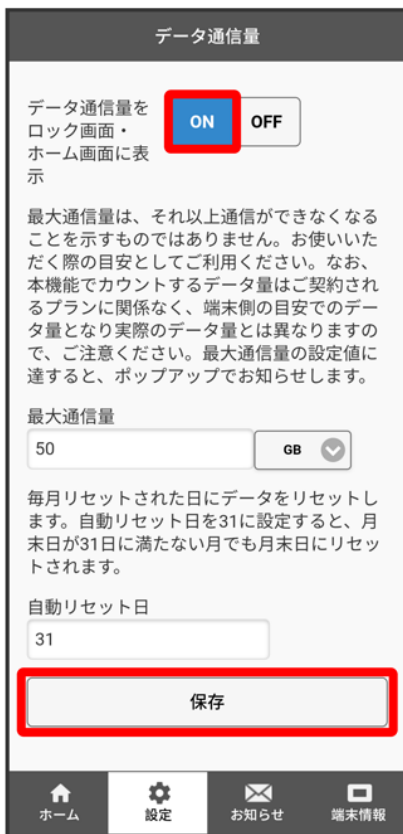 データ通信量
データ通信量を
ロック画面・
ホーム画面に表
示
ON OFF
最大通信量は、それ以上通信ができなくなる
ことを示すものではありません。お使いいた
だく際の目安としてご利用ください。なお、
本機能でカウントするデータ量はご契約され
るプランに関係なく、端末側の目安でのデー
タ量となり実際のデータ量とは異なりますの
で、ご注意ください。最大通信量の設定値に
達すると、ポップアップでお知らせします。
最大通信量
50 GB
毎月リセットされた日にデータをリセットし
ます。自動リセット日を31に設定すると、月
末日が31日に満たない月でも月末日にリセッ
トされます。
自動リセット日
31
保存
ホーム 設定 お知らせ 端末情報